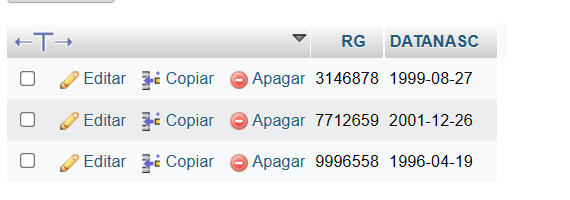 RG DATANASC
Editar Copiar Apagar 3146878 1999-08-27
Editar Copiar Apagar 7712659 2001-12-26
Editar Copiar Apagar 9996558 1996-04-19